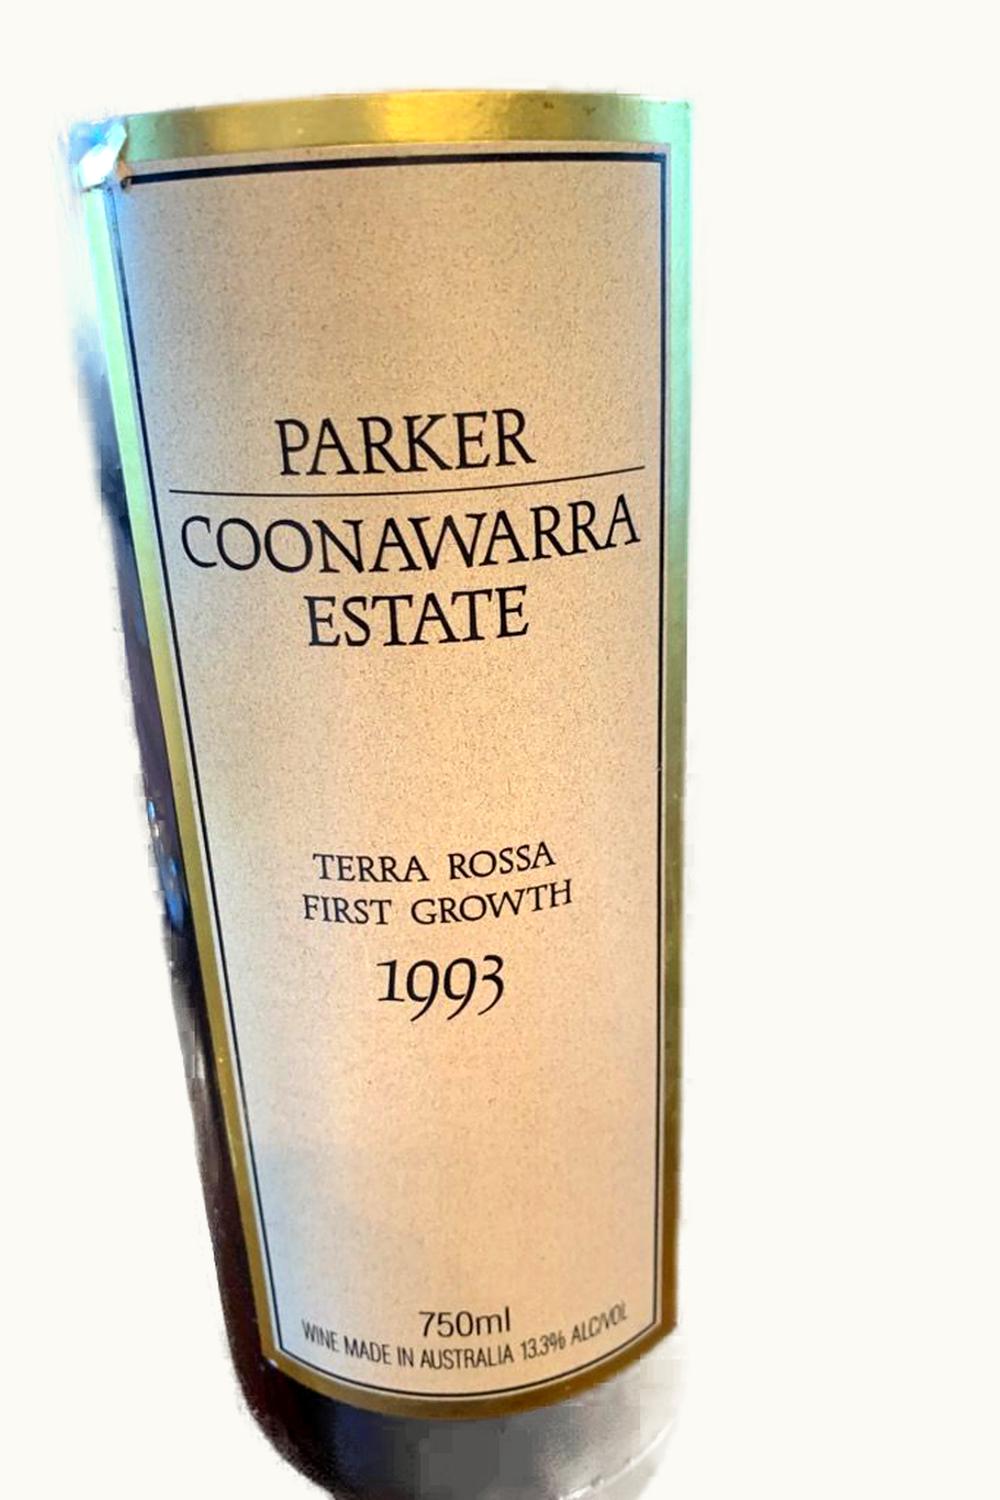 PARKER
COONAWARRA
ESTATE
TERRA ROSSA
FIRST GROWTH
1993
750ml
WINE MADE IN AUSTRALIA 13.3% ALC/VOL